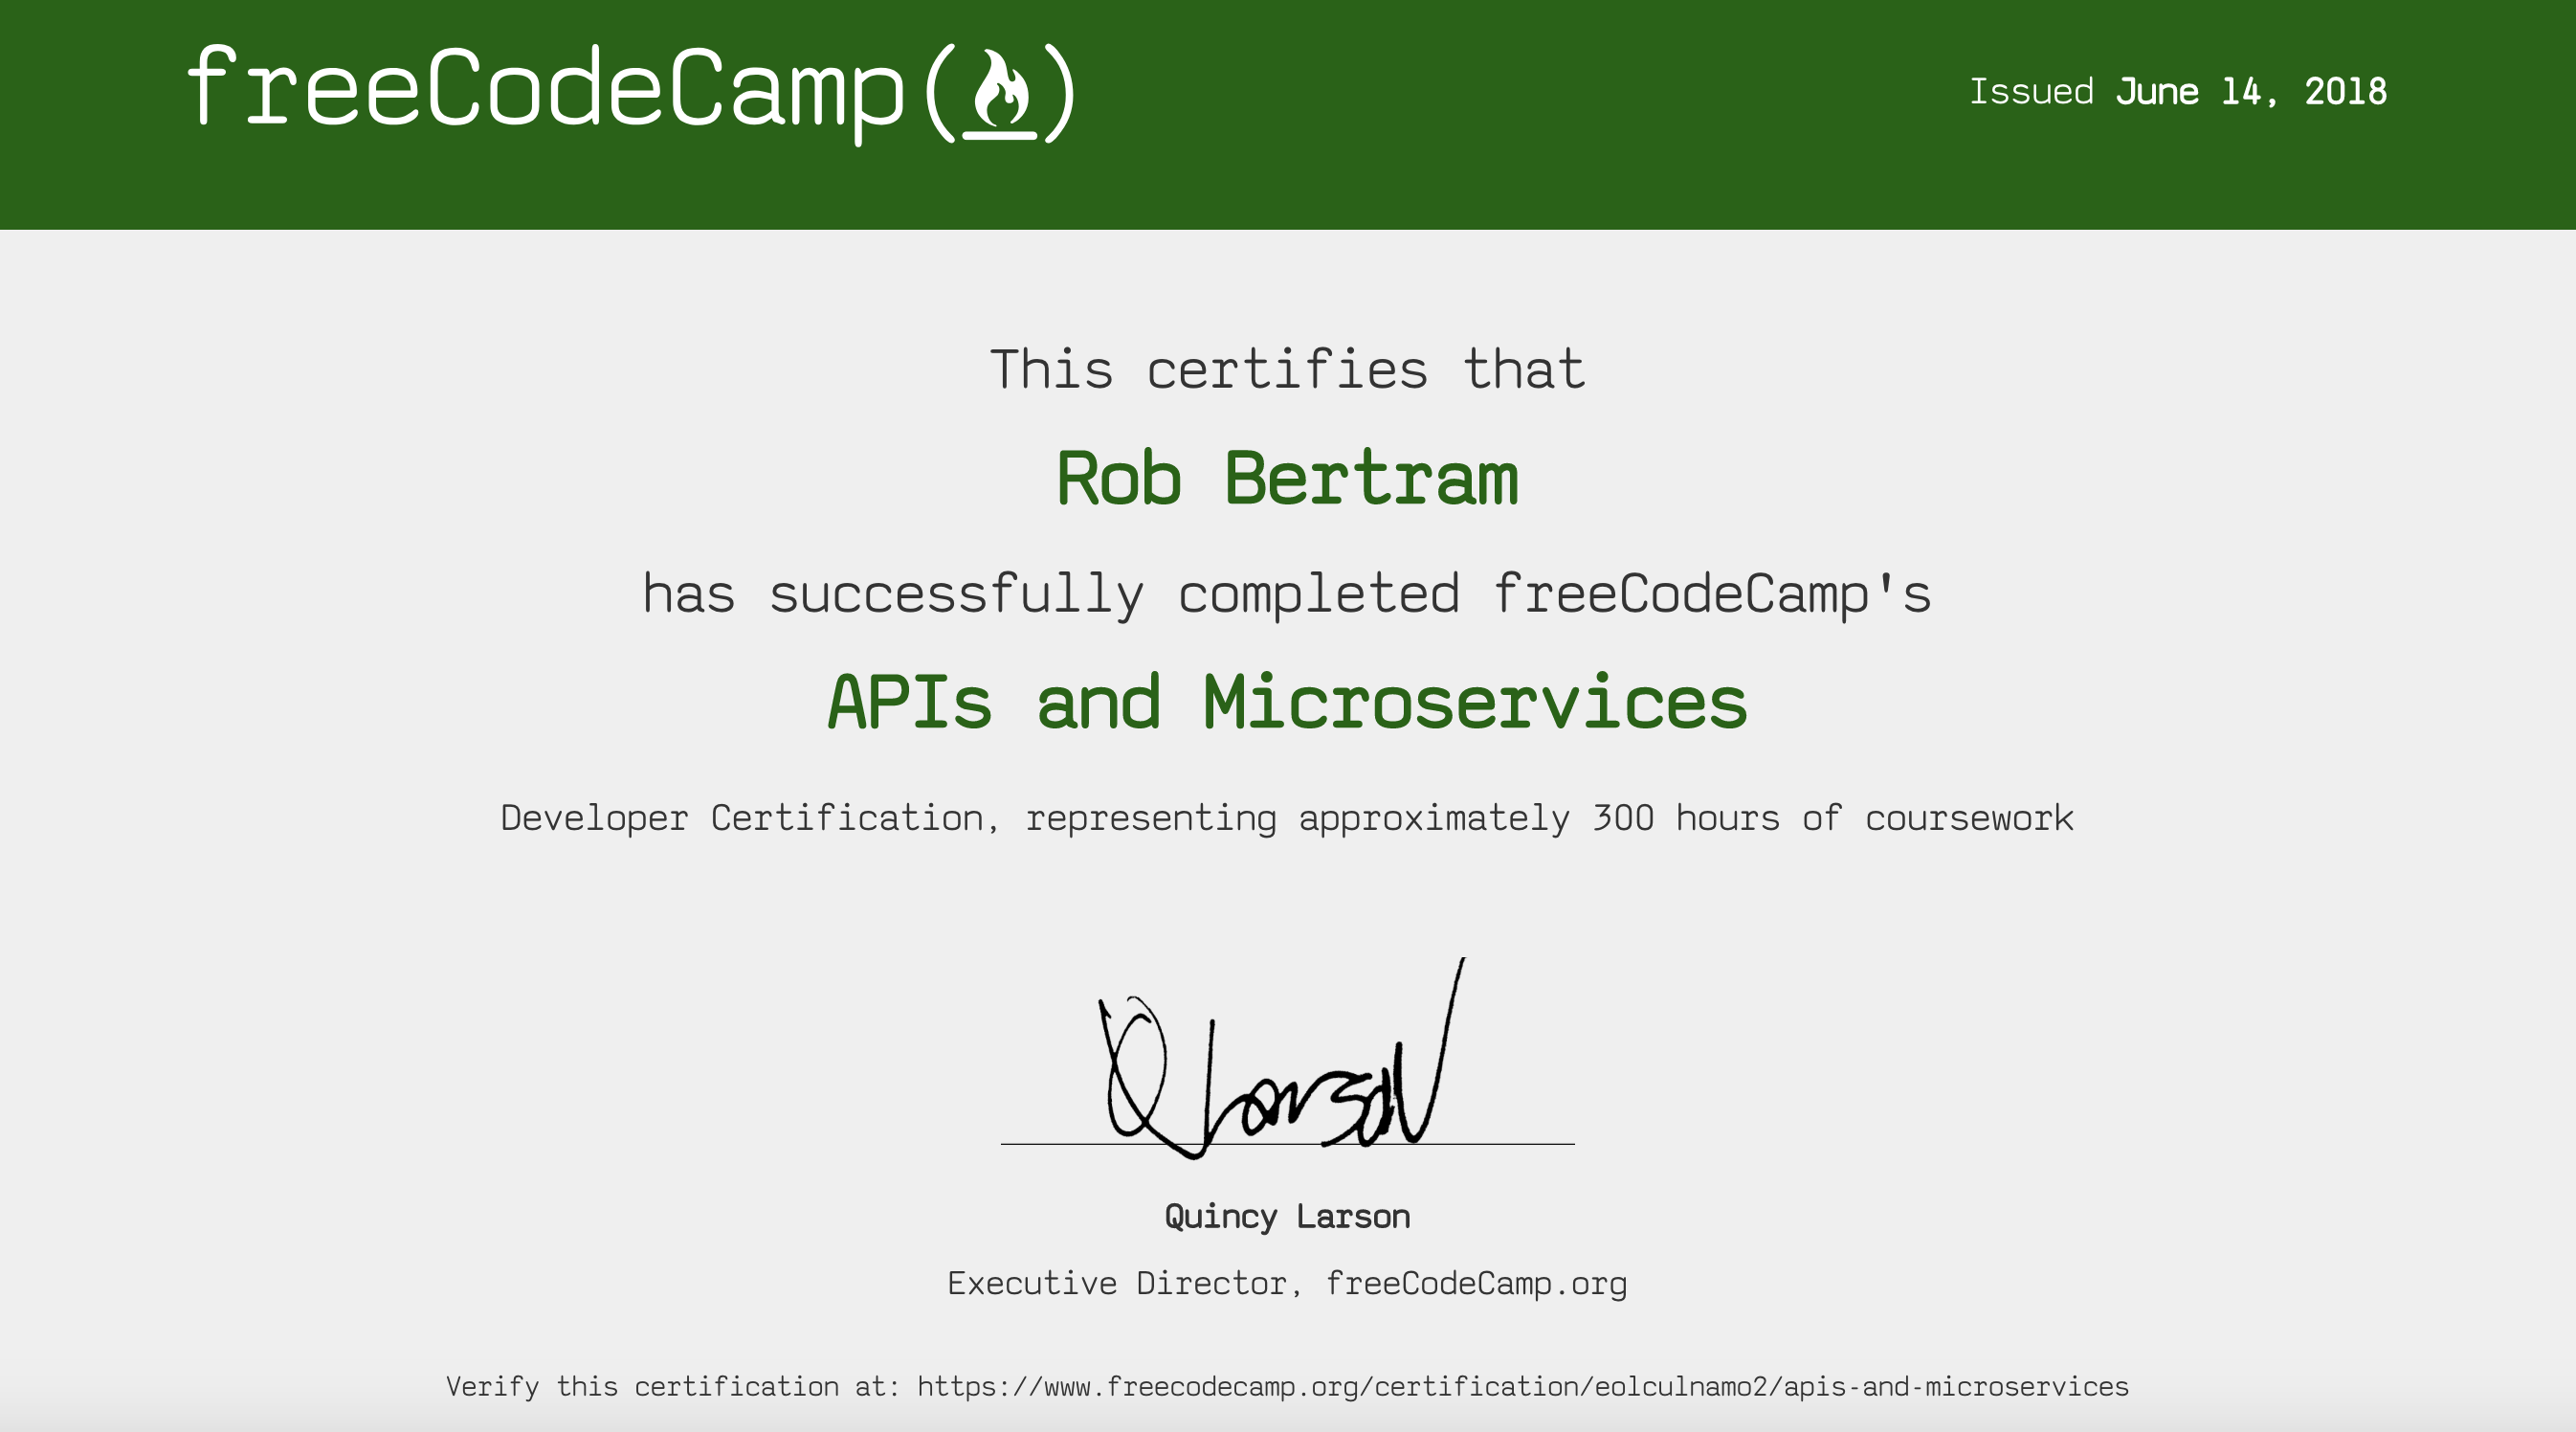 freeCodeCamp(🔥)
Issued June 14, 2018
This certifies that
Rob Bertram
has successfully completed freeCodeCamp's
APIs and Microservices
Developer Certification, representing approximately 300 hours of coursework
Q Larson
Quincy Larson
Executive Director, freeCodeCamp.org
Verify this certification at: https://www.freecodecamp.org/certification/eolculnamo2/apis-and-microservices